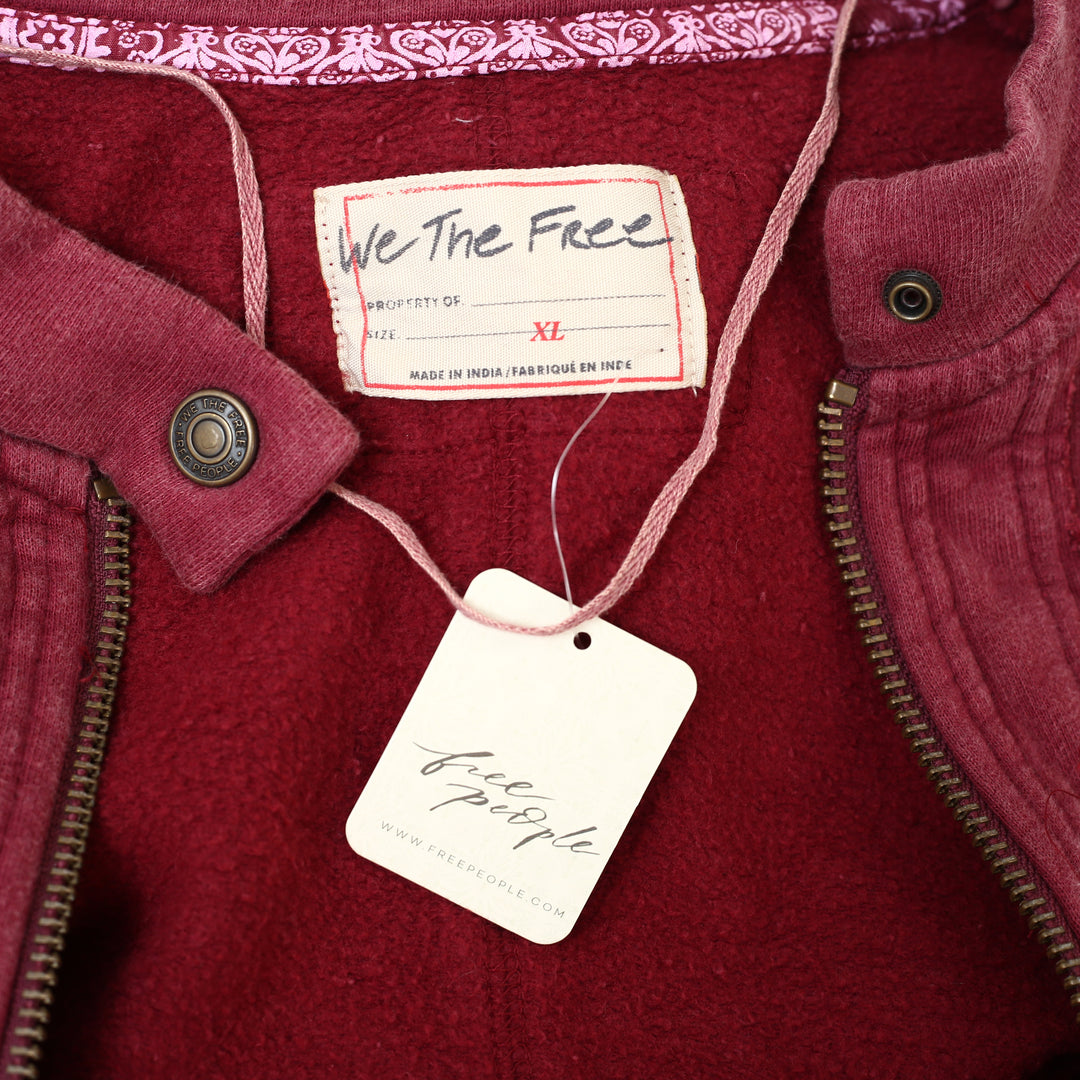 We The Free
PROPERTY OF.
SIZE.
XL
MADE IN INDIA/FABRIQUÉ EN INDE
WE THE FREE
FREE PEOPLE
free
people
WWW.FREEPEOPLE.COM